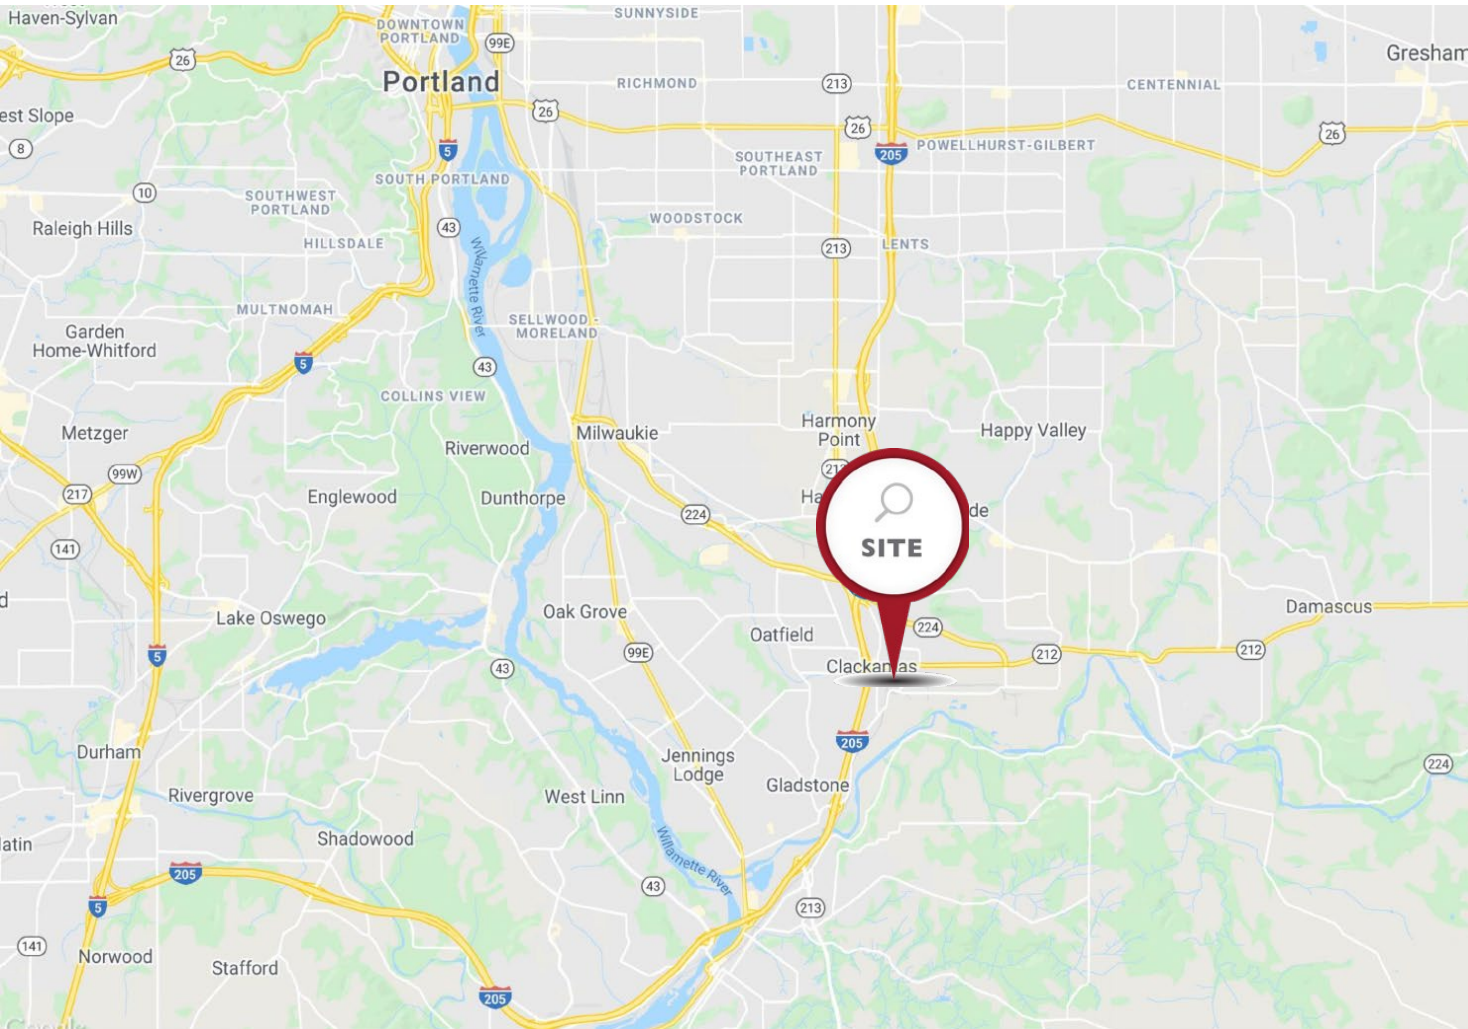 Haven-Sylvan
DOWNTOWN
PORTLAND
SUNNYSIDE
99E
26
Portland
RICHMOND
213
CENTENNIAL
Gresham
est Slope
8
26
26
26
5
205
POWELLHURST-GILBERT
SOUTHEAST
PORTLAND
SOUTH PORTLAND
10
SOUTHWEST
PORTLAND
Raleigh Hills
HILLSDALE
43
WOODSTOCK
213
LENTS
Willamette River
MULTNOMAH
SELLWOOD -
MORELAND
Garden
Home-Whitford
5
43
COLLINS VIEW
Metzger
Riverwood
Milwaukie
Harmony
Point
Happy Valley
99W
217
Englewood
Dunthorpe
224
213
Ha
de
SITE
141
d
Lake Oswego
Oak Grove
Oatfield
224
Damascus
5
43
99E
Clackamas
212
212
205
Durham
Jennings
Lodge
Gladstone
224
Rivergrove
West Linn
latin
Shadowood
Willamette River
205
43
5
213
141
Norwood
Stafford
205